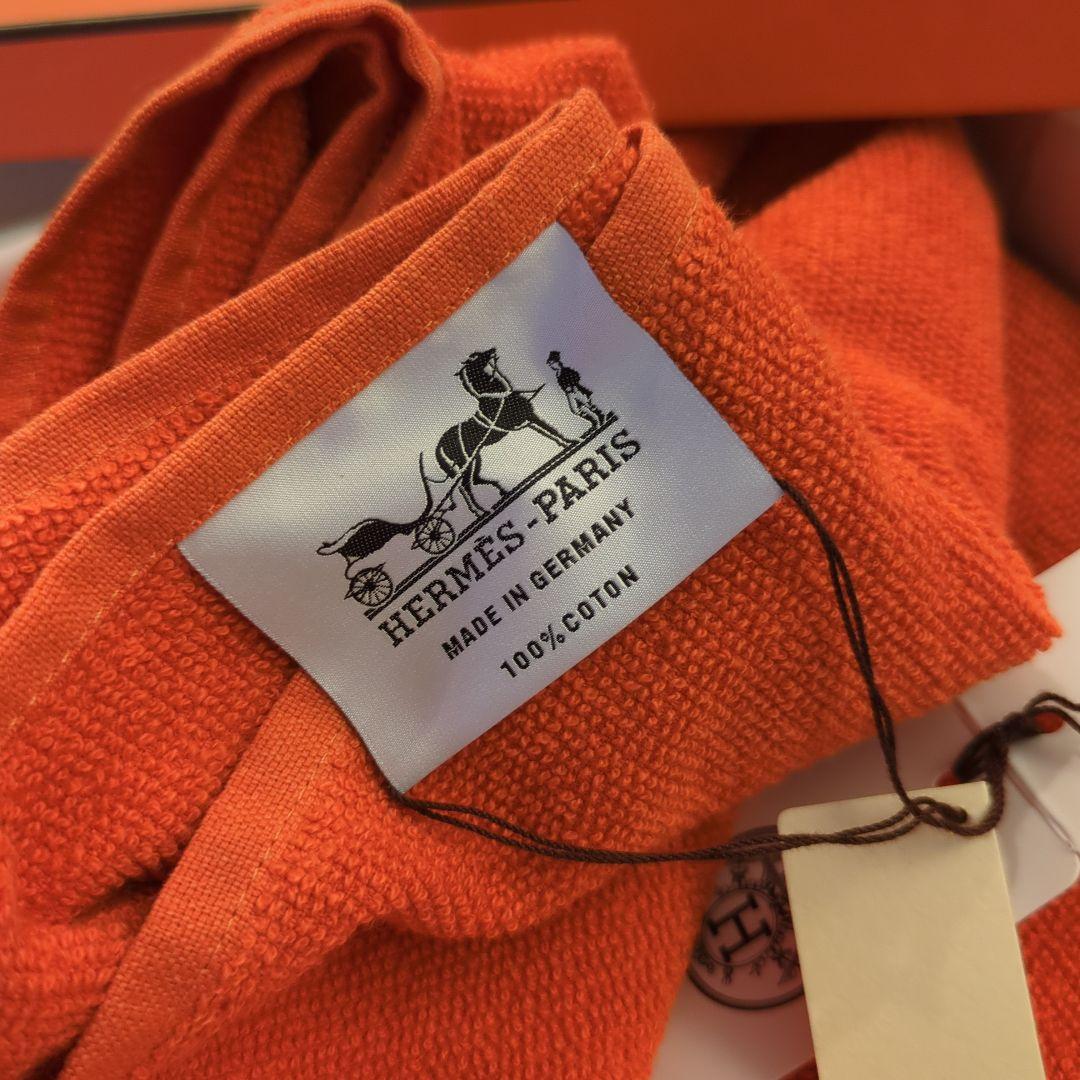 HERMÈS-PARIS
MADE IN GERMANY
100% COTON
H